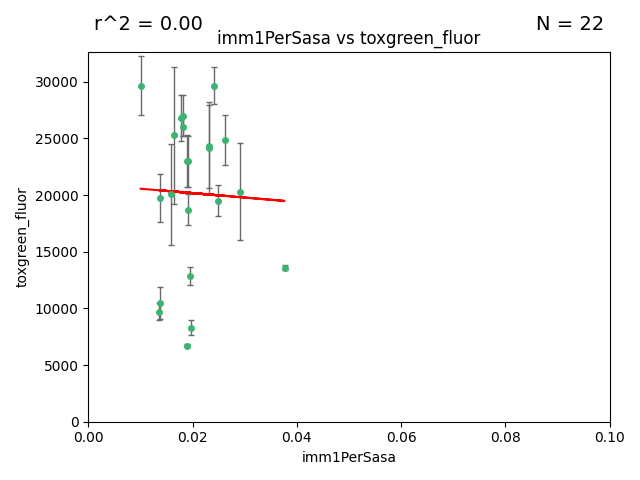 r^2 = 0.00
N = 22
imm1PerSasa vs toxgreen_fluor
30000
25000
20000
15000
10000
5000
0
toxgreen_fluor
0.00
0.02
0.04
0.06
0.08
0.10
imm1PerSasa